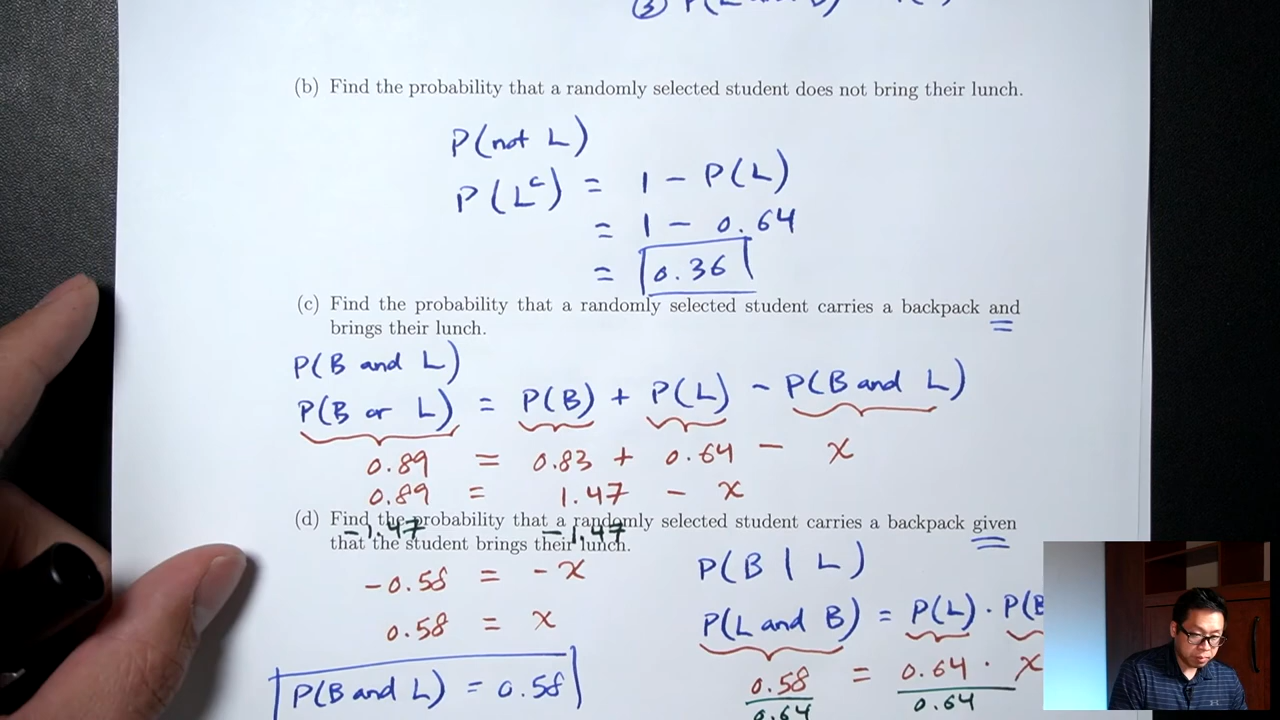 (b) Find the probability that a randomly selected student does not bring their lunch.
P(not L)
P(Lᶜ) = 1 - P(L)
= 1 - 0.64
= 0.36
(c) Find the probability that a randomly selected student carries a backpack and
brings their lunch.
P(B and L)
P(B or L) = P(B) + P(L) - P(B and L)
0.89 = 0.83 + 0.64 - x
0.89 = 1.47 - x
(d) Find the probability that a randomly selected student carries a backpack given
that the student brings their lunch.
-1.47 -1.47
-0.58 = -x
0.58 = x
P(B and L) = 0.58
P(B | L)
P(L and B) = P(L) · P(B
0.58 = 0.64 · x
0.64 0.64